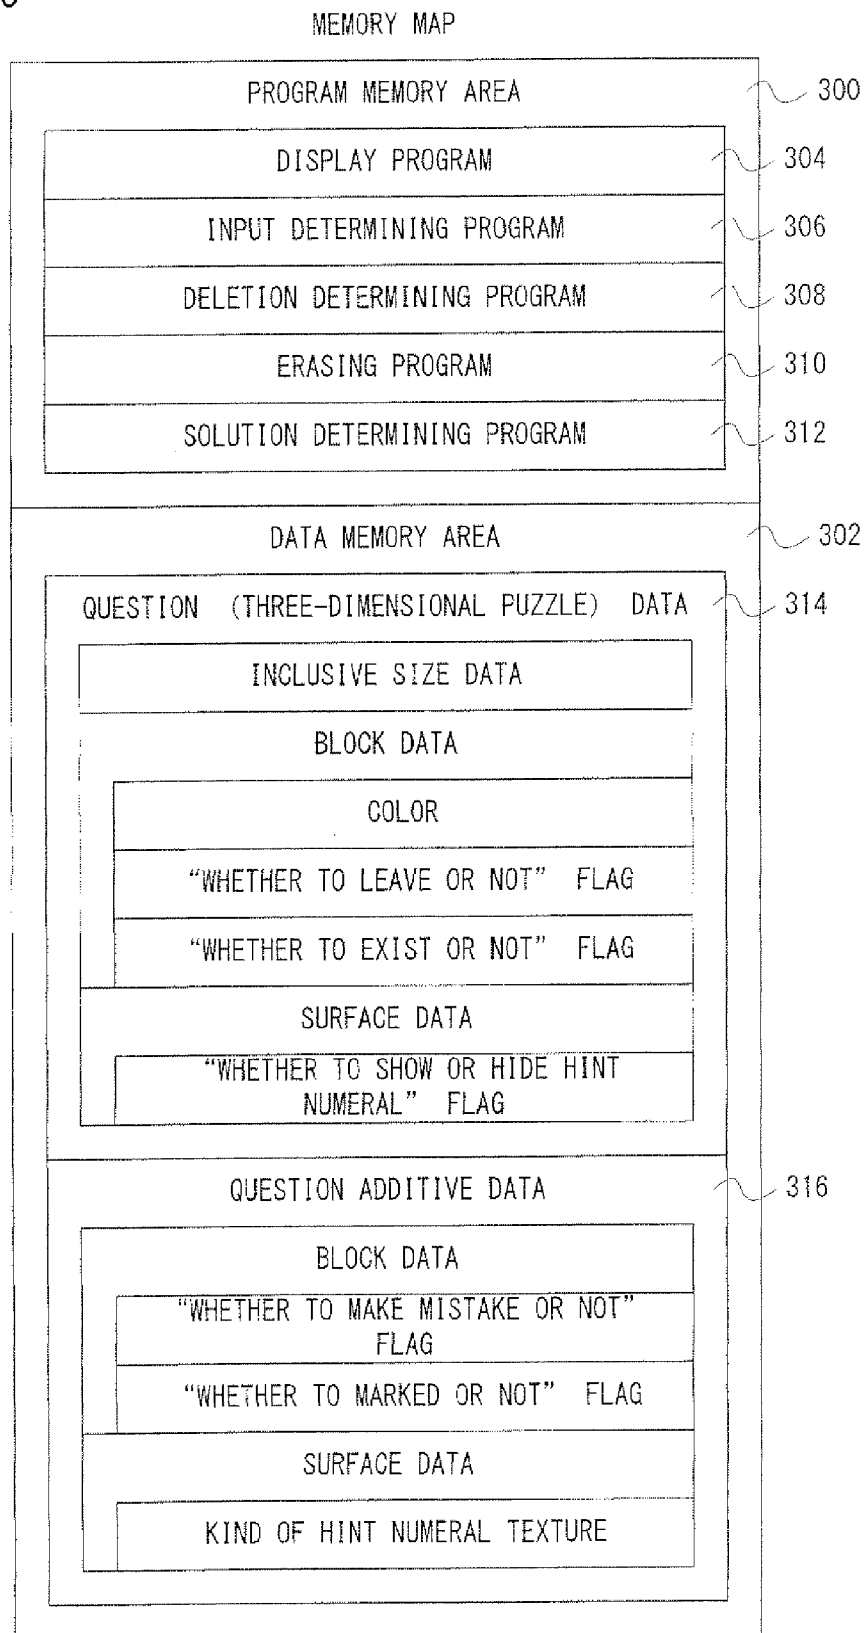 MEMORY MAP
PROGRAM MEMORY AREA 300
DISPLAY PROGRAM 304
INPUT DETERMINING PROGRAM 306
DELETION DETERMINING PROGRAM 308
ERASING PROGRAM 310
SOLUTION DETERMINING PROGRAM 312
DATA MEMORY AREA 302
QUESTION (THREE-DIMENSIONAL PUZZLE) DATA 314
INCLUSIVE SIZE DATA
BLOCK DATA
COLOR
“WHETHER TO LEAVE OR NOT” FLAG
“WHETHER TO EXIST OR NOT” FLAG
SURFACE DATA
“WHETHER TO SHOW OR HIDE HINT
NUMERAL” FLAG
QUESTION ADDITIVE DATA 316
BLOCK DATA
“WHETHER TO MAKE MISTAKE OR NOT”
FLAG
“WHETHER TO MARKED OR NOT” FLAG
SURFACE DATA
KIND OF HINT NUMERAL TEXTURE